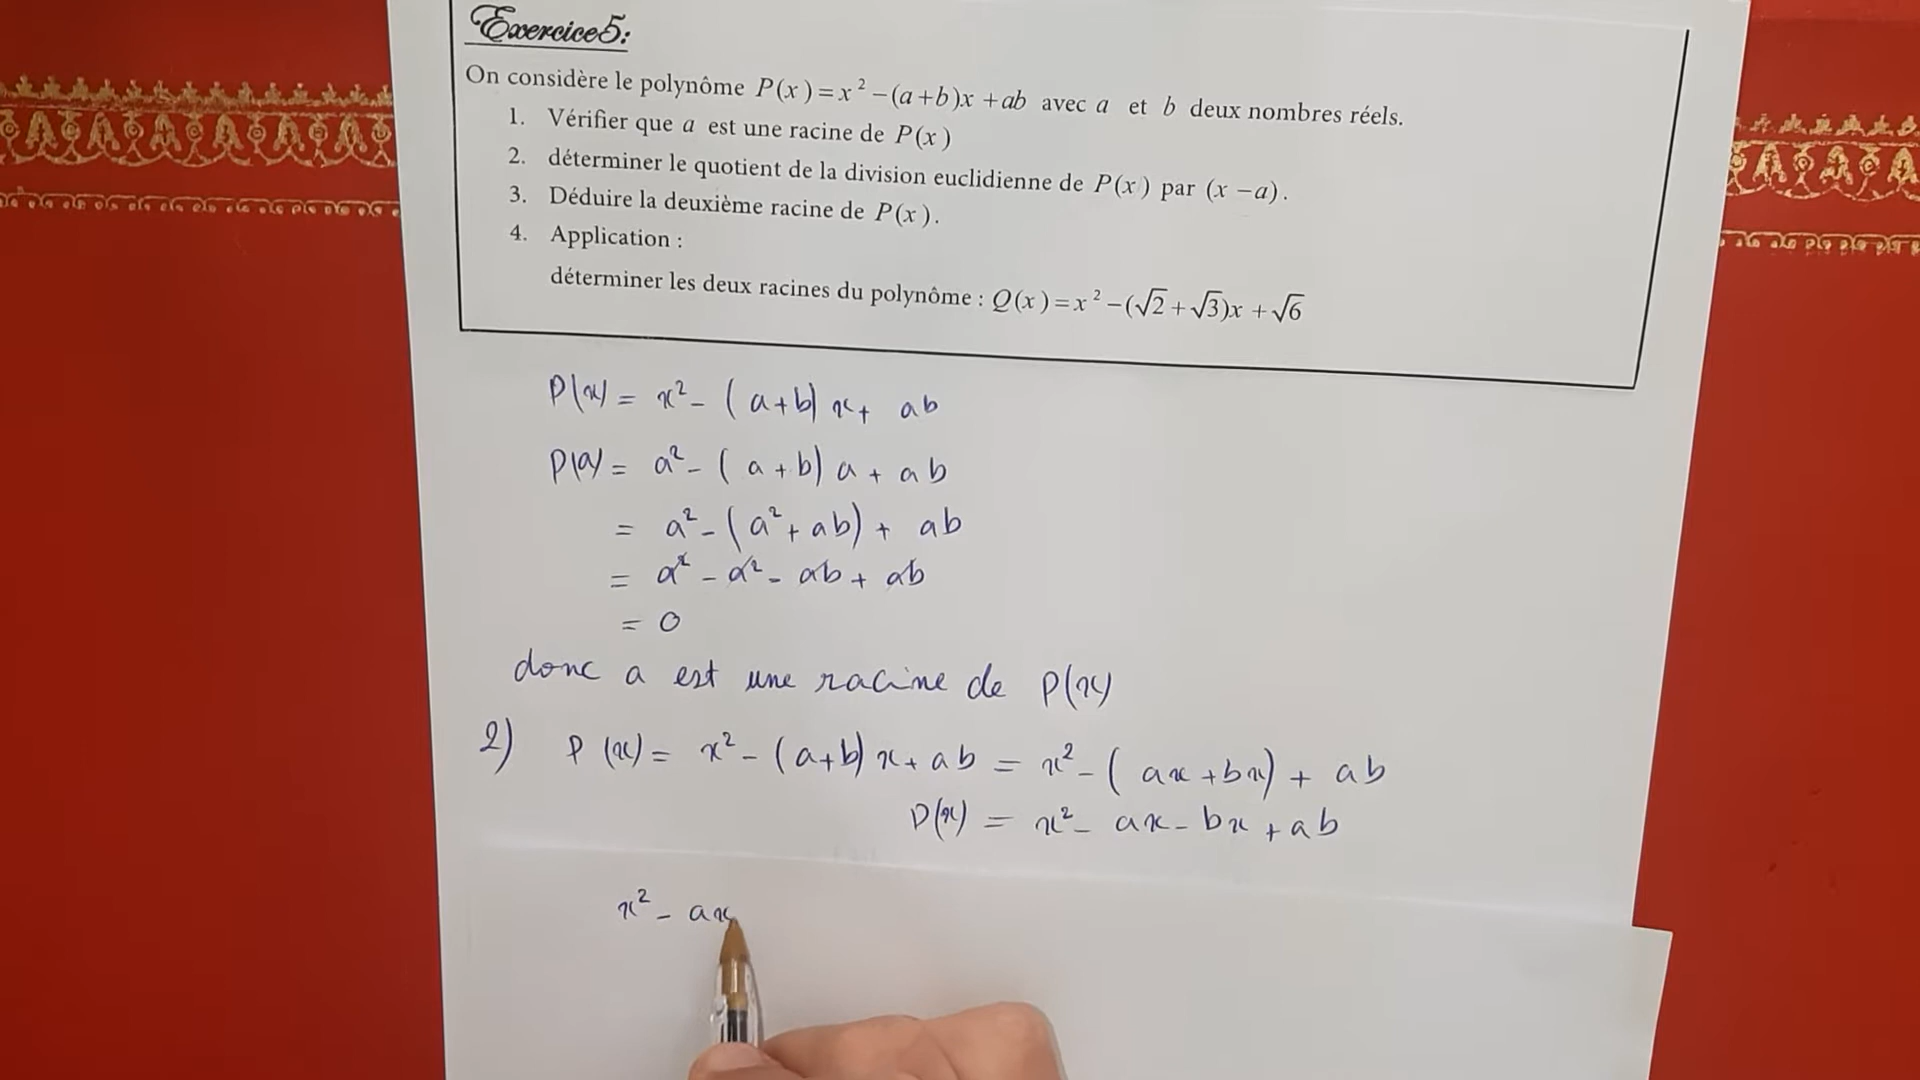 Exercice5:
On considère le polynôme P(x)=x²−(a+b)x+ab avec a et b deux nombres réels.
1. Vérifier que a est une racine de P(x)
2. déterminer le quotient de la division euclidienne de P(x) par (x−a).
3. Déduire la deuxième racine de P(x).
4. Application :
déterminer les deux racines du polynôme : Q(x)=x²−(√2+√3)x+√6
P(x) = x² - (a+b) x + ab
P(a) = a² - (a+b) a + ab
= a² - (a² + ab) + ab
= a² - a² - ab + ab
= 0
donc a est une racine de P(x)
2) P(x) = x² - (a+b) x + ab = x² - (ax + bx) + ab
P(x) = x² - ax - bx + ab
x² - ax